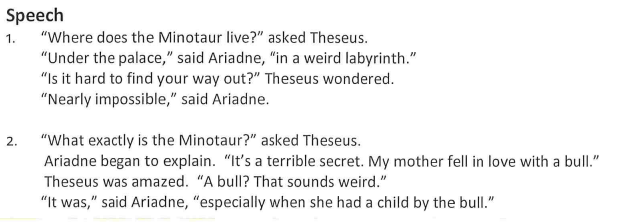 Speech
1. “Where does the Minotaur live?” asked Theseus.
“Under the palace,” said Ariadne, “in a weird labyrinth.”
“Is it hard to find your way out?” Theseus wondered.
“Nearly impossible,” said Ariadne.
2. “What exactly is the Minotaur?” asked Theseus.
Ariadne began to explain. “It’s a terrible secret. My mother fell in love with a bull.”
Theseus was amazed. “A bull? That sounds weird.”
“It was,” said Ariadne, “especially when she had a child by the bull.”